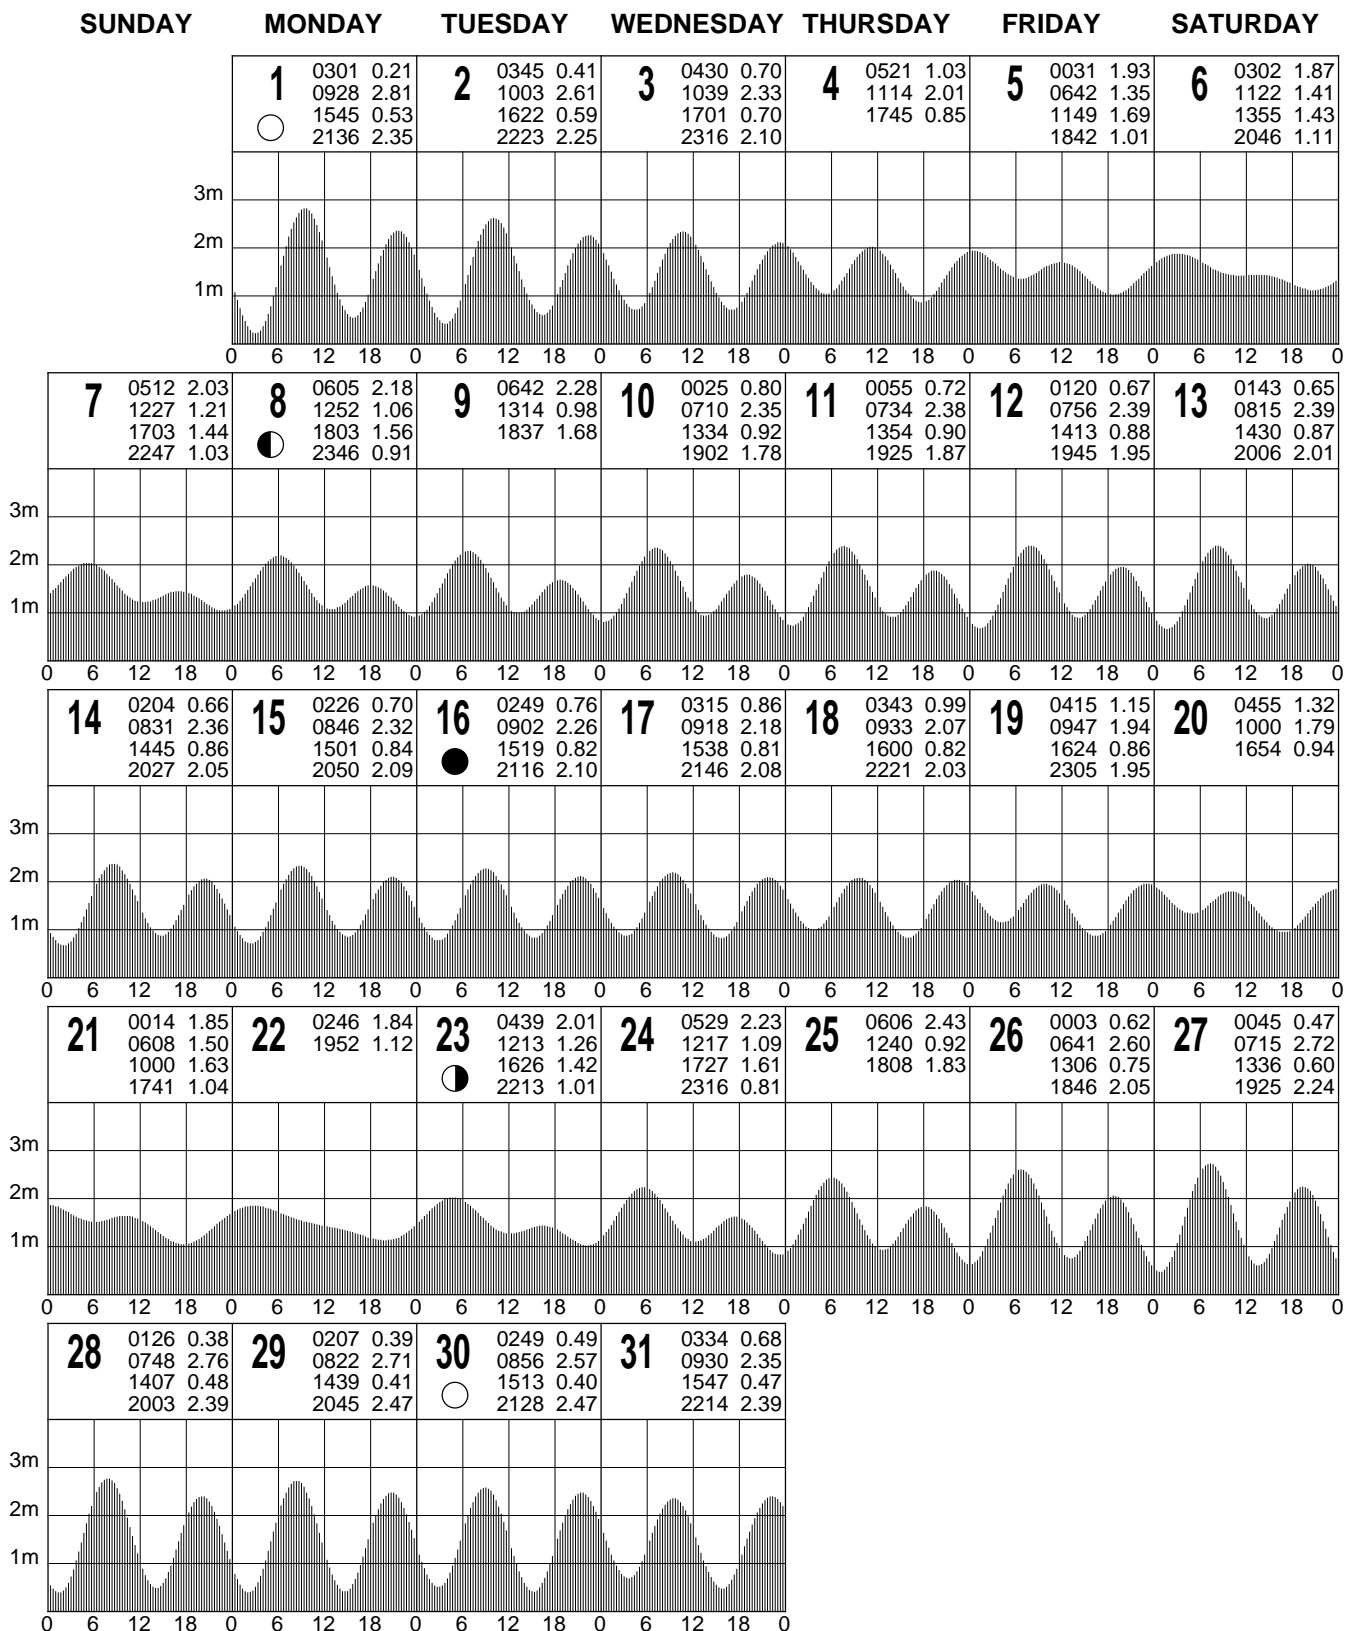 SUNDAY MONDAY TUESDAY WEDNESDAY THURSDAY FRIDAY SATURDAY
1 0301 0.21
0928 2.81
1545 0.53
2136 2.35
2 0345 0.41
1003 2.61
1622 0.59
2223 2.25
3 0430 0.70
1039 2.33
1701 0.70
2316 2.10
4 0521 1.03
1114 2.01
1745 0.85
5 0031 1.93
0642 1.35
1149 1.69
1842 1.01
6 0302 1.87
1122 1.41
1355 1.43
2046 1.11
3m
2m
1m
0 6 12 18 0 6 12 18 0 6 12 18 0 6 12 18 0 6 12 18 0 6 12 18 0
7 0512 2.03
1227 1.21
1703 1.44
2247 1.03
8 0605 2.18
1252 1.06
1803 1.56
2346 0.91
9 0642 2.28
1314 0.98
1837 1.68
10 0025 0.80
0710 2.35
1334 0.92
1902 1.78
11 0055 0.72
0734 2.38
1354 0.90
1925 1.87
12 0120 0.67
0756 2.39
1413 0.88
1945 1.95
13 0143 0.65
0815 2.39
1430 0.87
2006 2.01
3m
2m
1m
0 6 12 18 0 6 12 18 0 6 12 18 0 6 12 18 0 6 12 18 0 6 12 18 0 6 12 18 0
14 0204 0.66
0831 2.36
1445 0.86
2027 2.05
15 0226 0.70
0846 2.32
1501 0.84
2050 2.09
16 0249 0.76
0902 2.26
1519 0.82
2116 2.10
17 0315 0.86
0918 2.18
1538 0.81
2146 2.08
18 0343 0.99
0933 2.07
1600 0.82
2221 2.03
19 0415 1.15
0947 1.94
1624 0.86
2305 1.95
20 0455 1.32
1000 1.79
1654 0.94
3m
2m
1m
0 6 12 18 0 6 12 18 0 6 12 18 0 6 12 18 0 6 12 18 0 6 12 18 0 6 12 18 0
21 0014 1.85
0608 1.50
1000 1.63
1741 1.04
22 0246 1.84
1952 1.12
23 0439 2.01
1213 1.26
1626 1.42
2213 1.01
24 0529 2.23
1217 1.09
1727 1.61
2316 0.81
25 0606 2.43
1240 0.92
1808 1.83
26 0003 0.62
0641 2.60
1306 0.75
1846 2.05
27 0045 0.47
0715 2.72
1336 0.60
1925 2.24
3m
2m
1m
0 6 12 18 0 6 12 18 0 6 12 18 0 6 12 18 0 6 12 18 0 6 12 18 0 6 12 18 0
28 0126 0.38
0748 2.76
1407 0.48
2003 2.39
29 0207 0.39
0822 2.71
1439 0.41
2045 2.47
30 0249 0.49
0856 2.57
1513 0.40
2128 2.47
31 0334 0.68
0930 2.35
1547 0.47
2214 2.39
3m
2m
1m
0 6 12 18 0 6 12 18 0 6 12 18 0 6 12 18 0